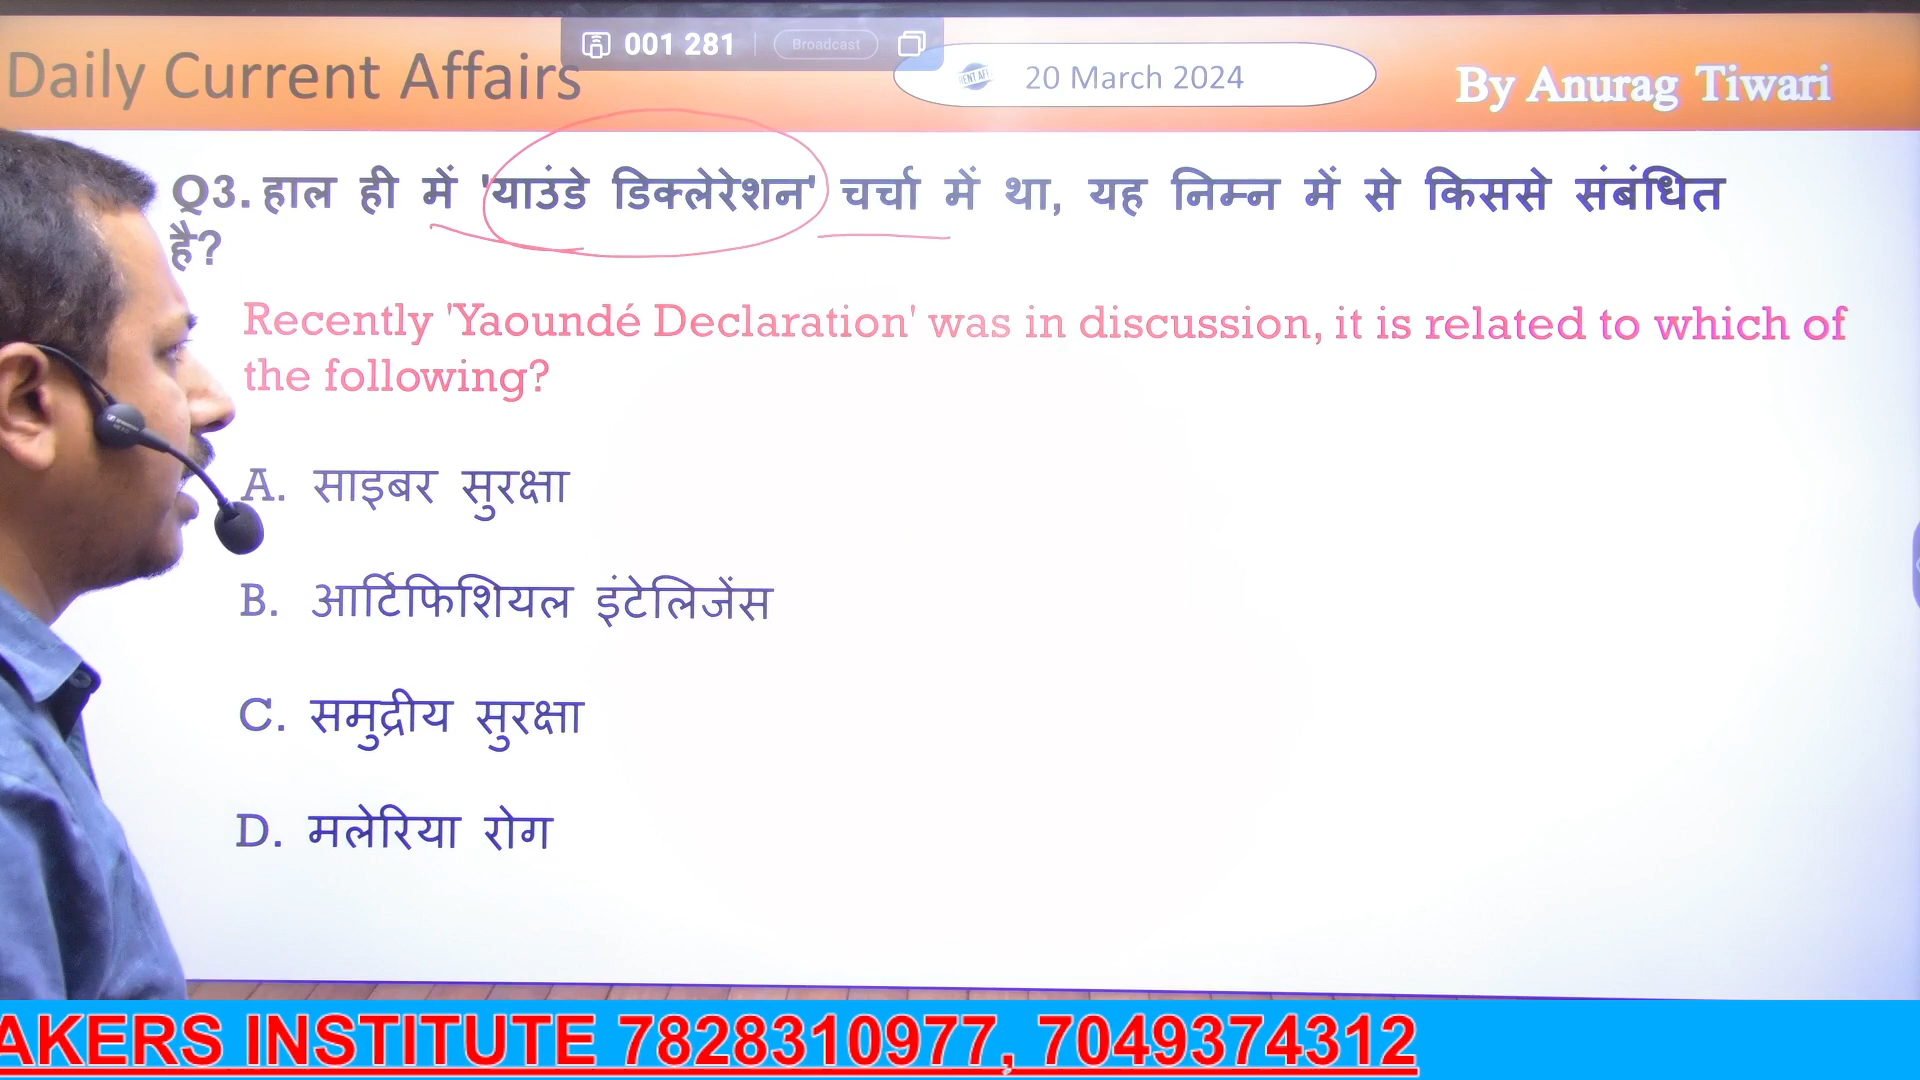 001 281 Broadcast
Daily Current Affairs
20 March 2024
By Anurag Tiwari
Q3. हाल ही में 'याउंडे डिक्लेरेशन' चर्चा में था, यह निम्न में से किससे संबंधित
है?
Recently 'Yaoundé Declaration' was in discussion, it is related to which of
the following?
A. साइबर सुरक्षा
B. आर्टिफिशियल इंटेलिजेंस
C. समुद्रीय सुरक्षा
D. मलेरिया रोग
AKERS INSTITUTE 7828310977, 7049374312